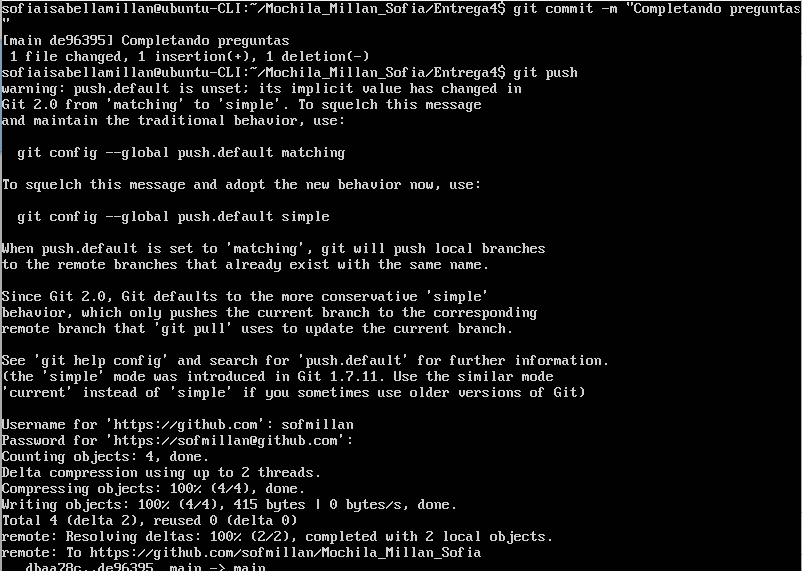 sofiaisabellamillan@ubuntu-CLI:~/Mochila_Millan_Sofia/Entrega4$ git commit -m "Completando preguntas
"
[main de96395] Completando preguntas
 1 file changed, 1 insertion(+), 1 deletion(-)
sofiaisabellamillan@ubuntu-CLI:~/Mochila_Millan_Sofia/Entrega4$ git push
warning: push.default is unset; its implicit value has changed in
Git 2.0 from 'matching' to 'simple'. To squelch this message
and maintain the traditional behavior, use:
  git config --global push.default matching
To squelch this message and adopt the new behavior now, use:
  git config --global push.default simple
When push.default is set to 'matching', git will push local branches
to the remote branches that already exist with the same name.
Since Git 2.0, Git defaults to the more conservative 'simple'
behavior, which only pushes the current branch to the corresponding
remote branch that 'git pull' uses to update the current branch.
See 'git help config' and search for 'push.default' for further information.
(the 'simple' mode was introduced in Git 1.7.11. Use the similar mode
'current' instead of 'simple' if you sometimes use older versions of Git)
Username for 'https://github.com': sofmillan
Password for 'https://sofmillan@github.com':
Counting objects: 4, done.
Delta compression using up to 2 threads.
Compressing objects: 100% (4/4), done.
Writing objects: 100% (4/4), 415 bytes | 0 bytes/s, done.
Total 4 (delta 2), reused 0 (delta 0)
remote: Resolving deltas: 100% (2/2), completed with 2 local objects.
remote: To https://github.com/sofmillan/Mochila_Millan_Sofia
   dbaa78c..de96395  main -> main